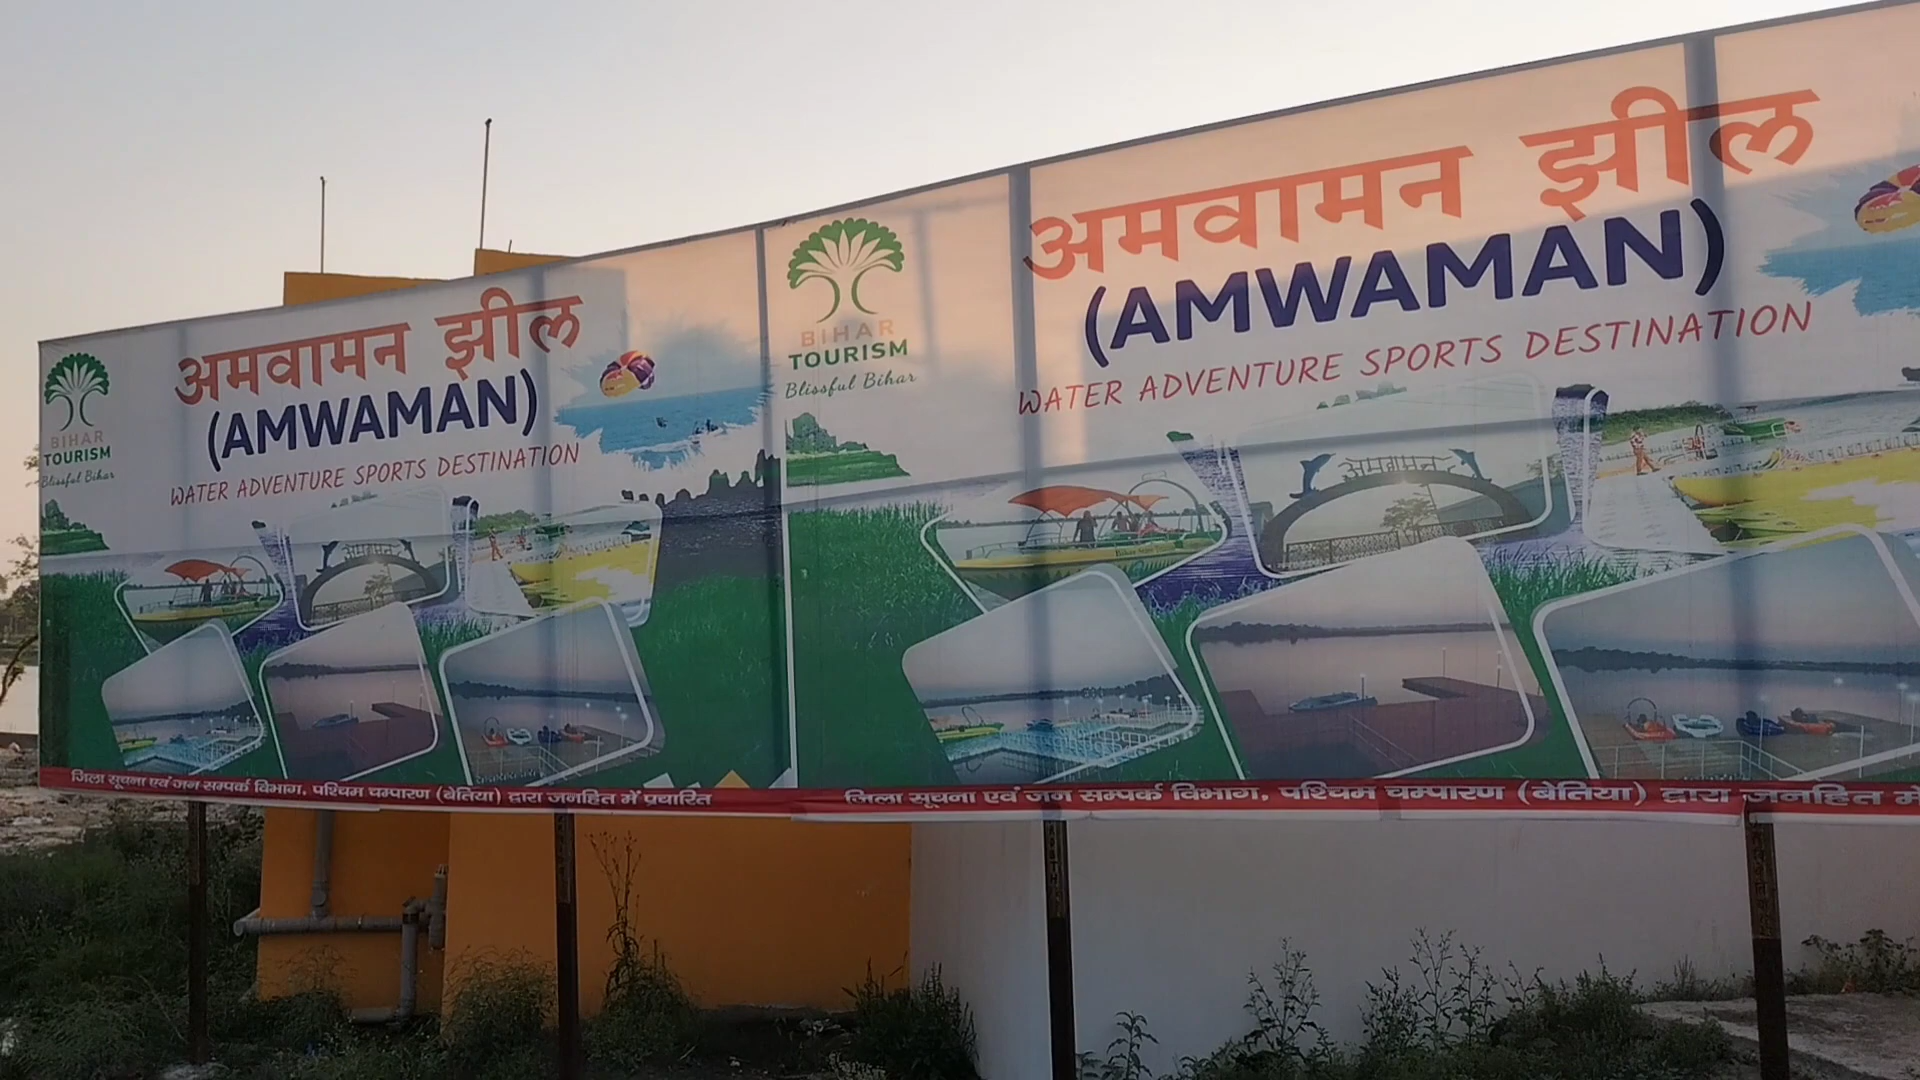 BIHAR
TOURISM
Blissful Bihar
अमवामन झील
(AMWAMAN)
WATER ADVENTURE SPORTS DESTINATION
जिला सूचना एवं जन सम्पर्क विभाग, पश्चिम चम्पारण (बेतिया) द्वारा जनहित में प्रचारित
BIHAR
TOURISM
Blissful Bihar
अमवामन झील
(AMWAMAN)
WATER ADVENTURE SPORTS DESTINATION
अमवामन
जिला सूचना एवं जन सम्पर्क विभाग, पश्चिम चम्पारण (बेतिया) द्वारा जनहित में